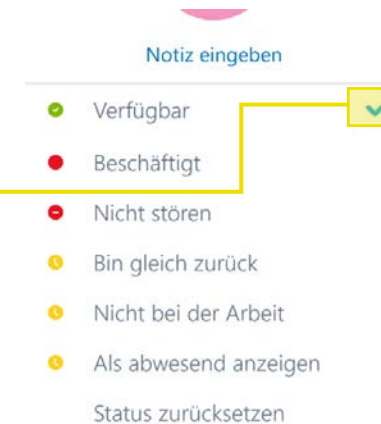 Notiz eingeben
Verfügbar
Beschäftigt
Nicht stören
Bin gleich zurück
Nicht bei der Arbeit
Als abwesend anzeigen
Status zurücksetzen